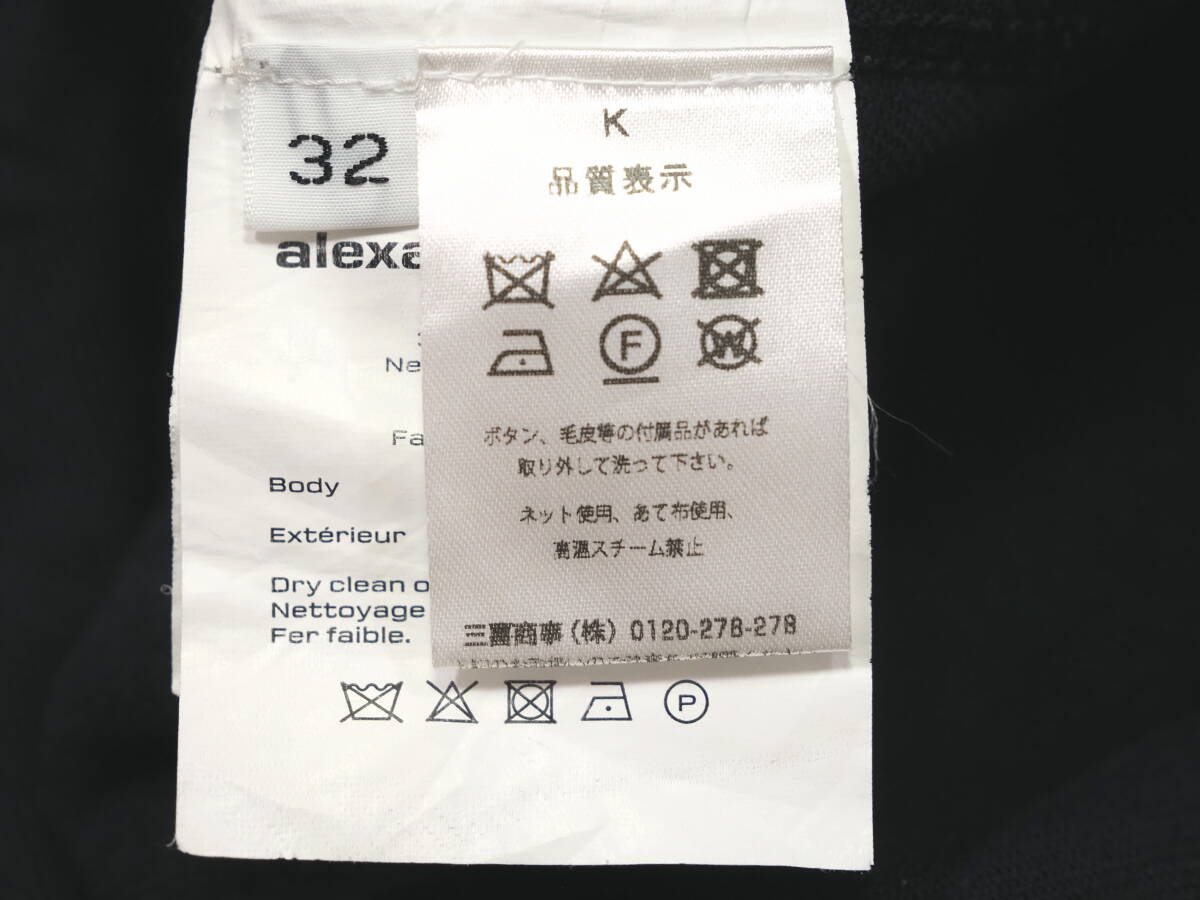 32
K
品質表示
alexa
Ne
Fa
F
W
ボタン、毛皮等の付属品があれば
取り外して洗って下さい。
Body
ネット使用、あて布使用、
Extérieur
高温スチーム禁止
Dry clean o
Nettoyage
Fer faible.
三喜商事(株) 0120-278-278
P